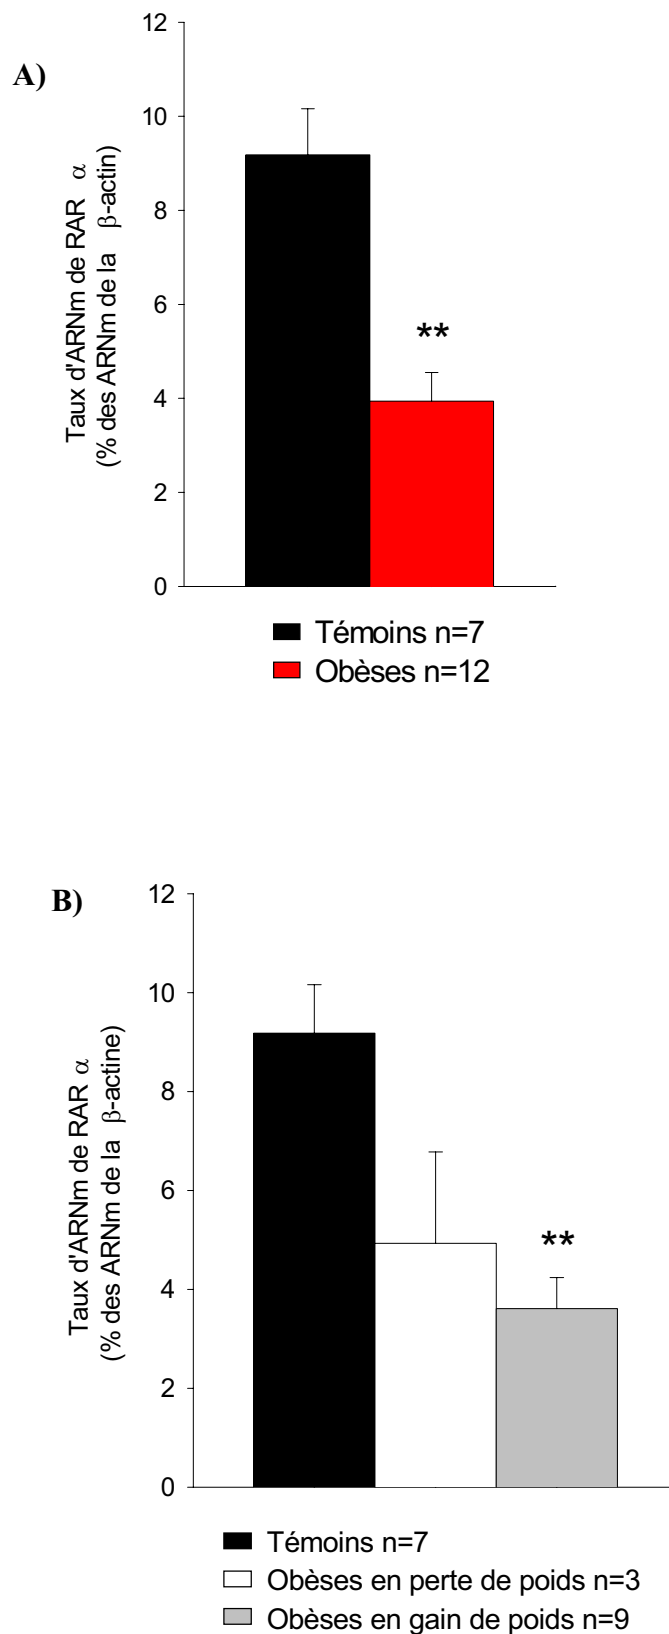 A)
Taux d'ARNm de RAR α
(% des ARNm de la β-actin)
12
10
8
6
4
2
0
**
Témoins n=7
Obèses n=12
B)
Taux d'ARNm de RAR α
(% des ARNm de la β-actine)
12
10
8
6
4
2
0
**
Témoins n=7
Obèses en perte de poids n=3
Obèses en gain de poids n=9